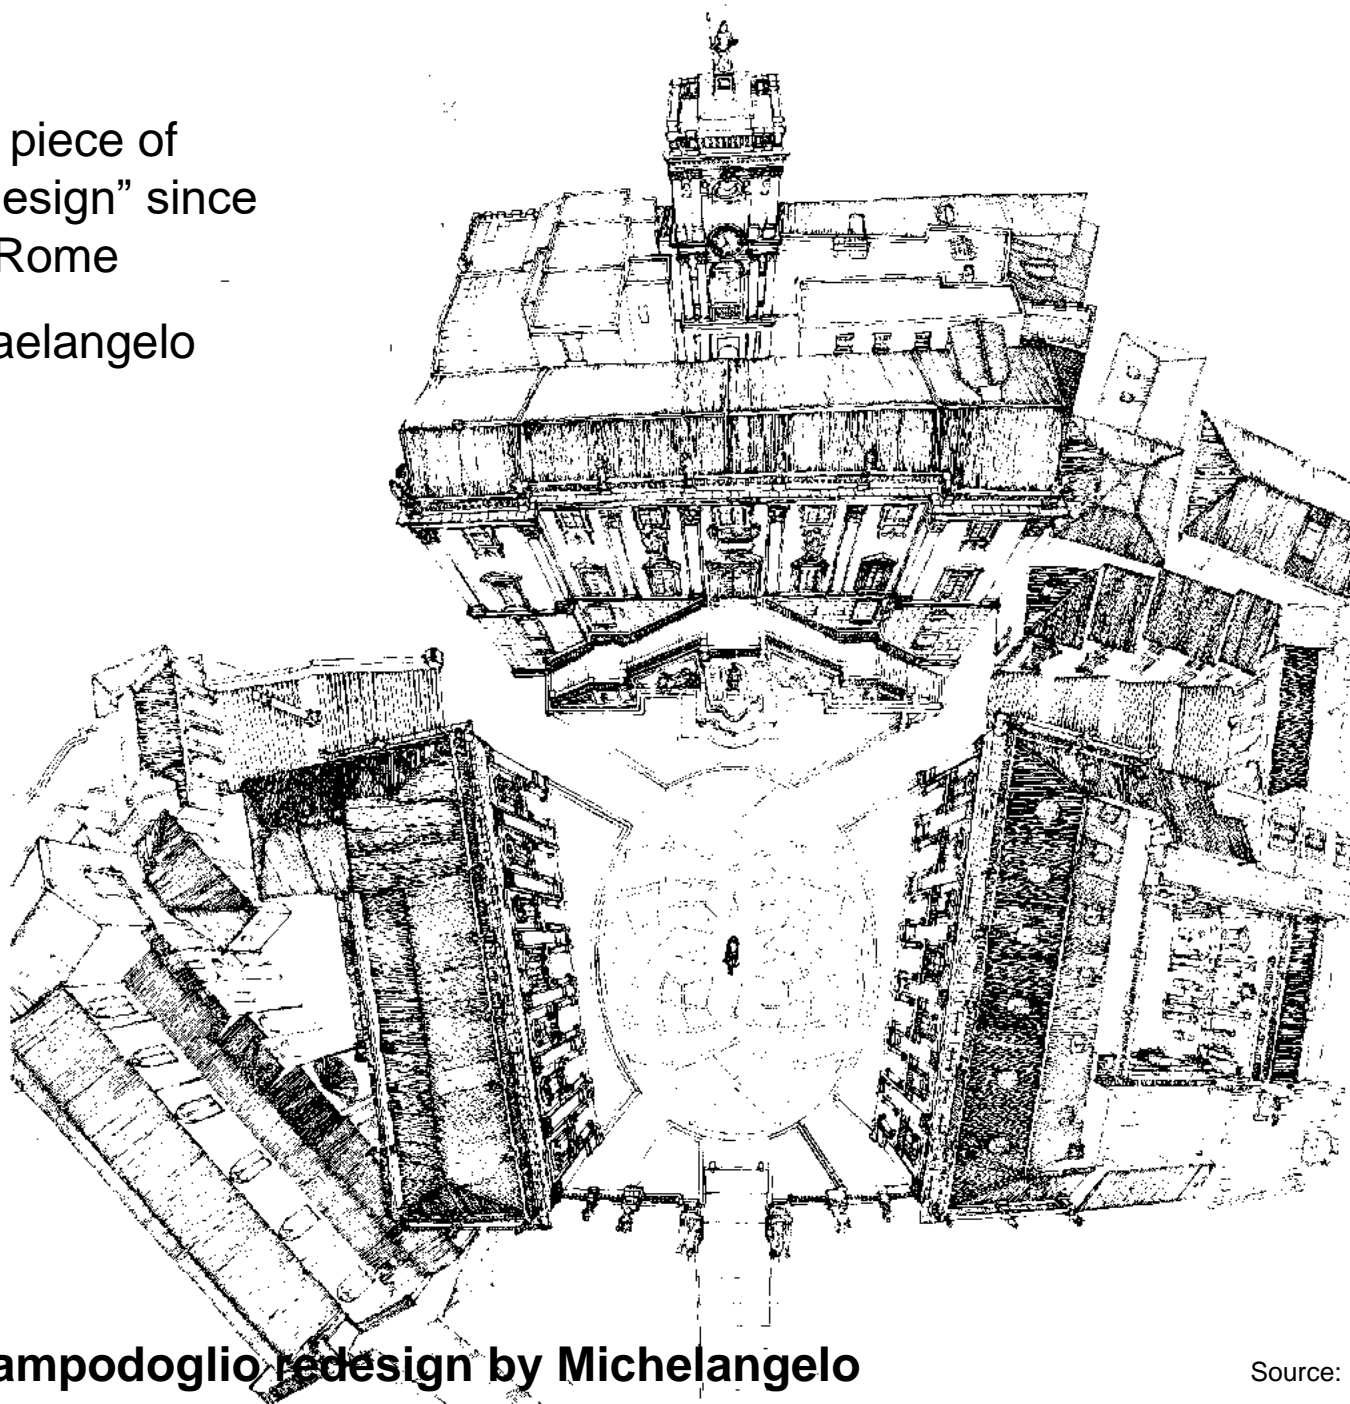 piece of
esign” since
Rome
aelangelo
ampodoglio redesign by Michelangelo
Source: